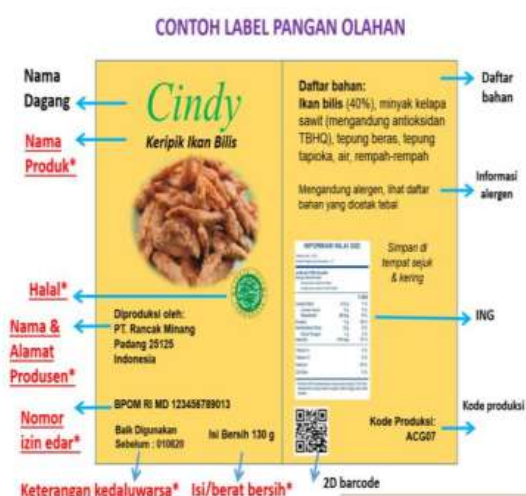 CONTOH LABEL PANGAN OLAHAN
Nama
Dagang
Nama
Produk*
Halal*
Nama &
Alamat
Produsen*
Nomor
izin edar*
Keterangan kedaluwarsa*
Isi/berat bersih*
Cindy
Keripik Ikan Bilis
Diproduksi oleh:
PT. Rancak Minang
Padang 25125
Indonesia
BPOM RI MD 123456789013
Baik Digunakan
Sebelum : 010620
Isi Bersih 130 g
Daftar bahan:
Ikan bilis (40%), minyak kelapa
sawit (mengandung antioksidan
TBHQ), tepung beras, tepung
tapioka, air, rempah-rempah
Mengandung alergen, lihat daftar
bahan yang dicetak tebal
INFORMASI NILAI GIZI
Simpan di
tempat sejuk
& kering
Kode Produksi:
ACG07
2D barcode
Daftar
bahan
Informasi
alergen
ING
Kode produksi